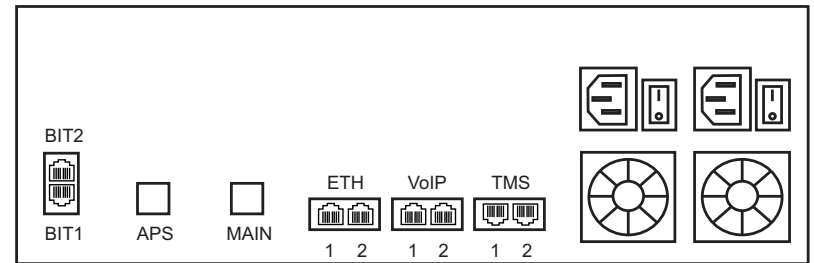 BIT2
ETH VoIP TMS
BIT1 APS MAIN
1 2 1 2 1 2